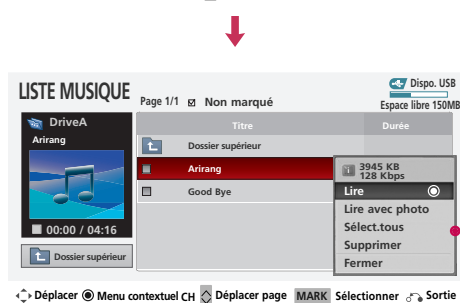 LISTE MUSIQUE
Page 1/1
Non marqué
Dispo. USB
Espace libre 150MB
DriveA
Arirang
00:00 / 04:16
Dossier supérieur
Titre
Durée
Dossier supérieur
Arirang
Good Bye
3945 KB
128 Kbps
Lire
Lire avec photo
Sélect.tous
Supprimer
Fermer
Déplacer Menu contextuel CH Déplacer page MARK Sélectionner Sortie